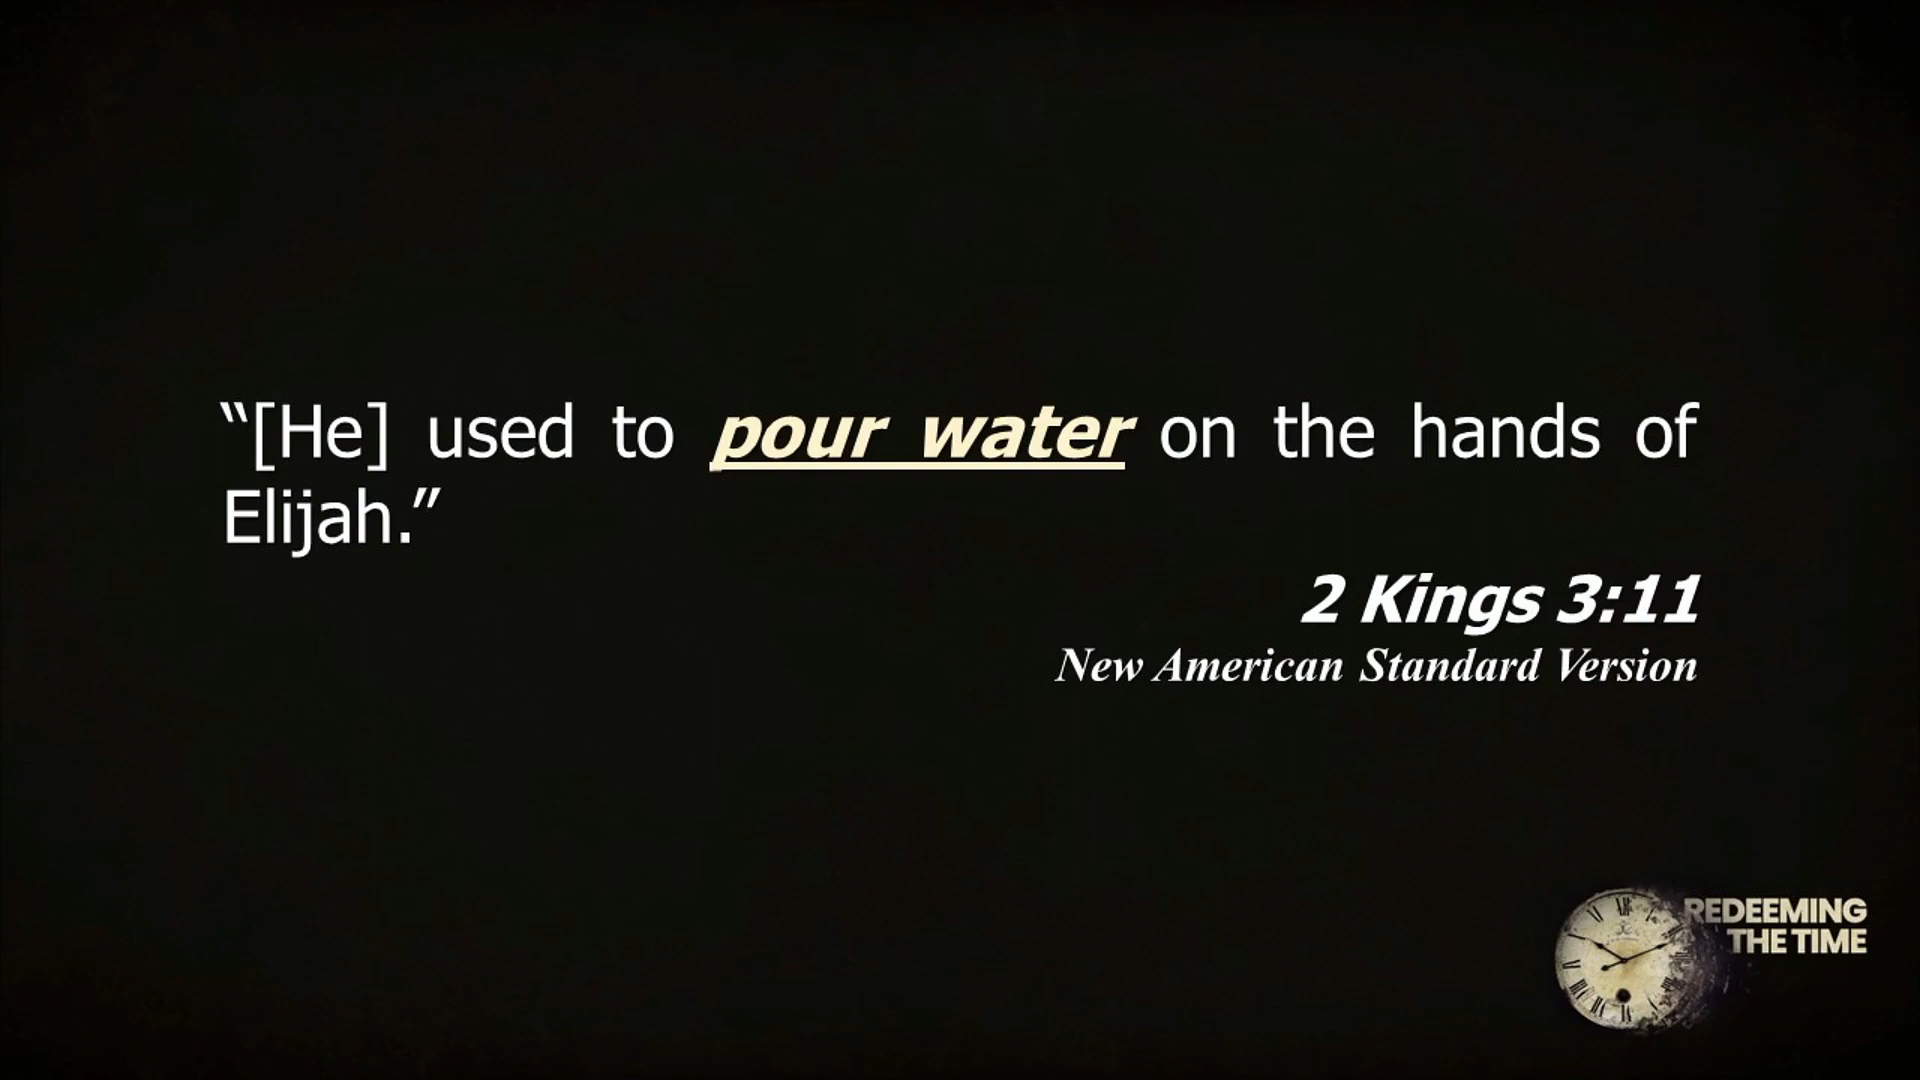 “[He] used to pour water on the hands of
Elijah.”
2 Kings 3:11
New American Standard Version
REDEEMING
THE TIME